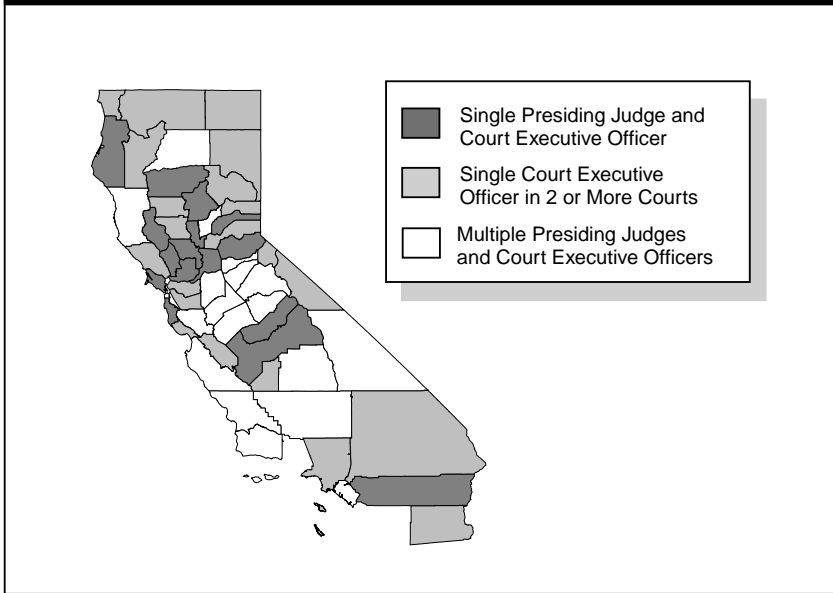 Single Presiding Judge and
Court Executive Officer
Single Court Executive
Officer in 2 or More Courts
Multiple Presiding Judges
and Court Executive Officers